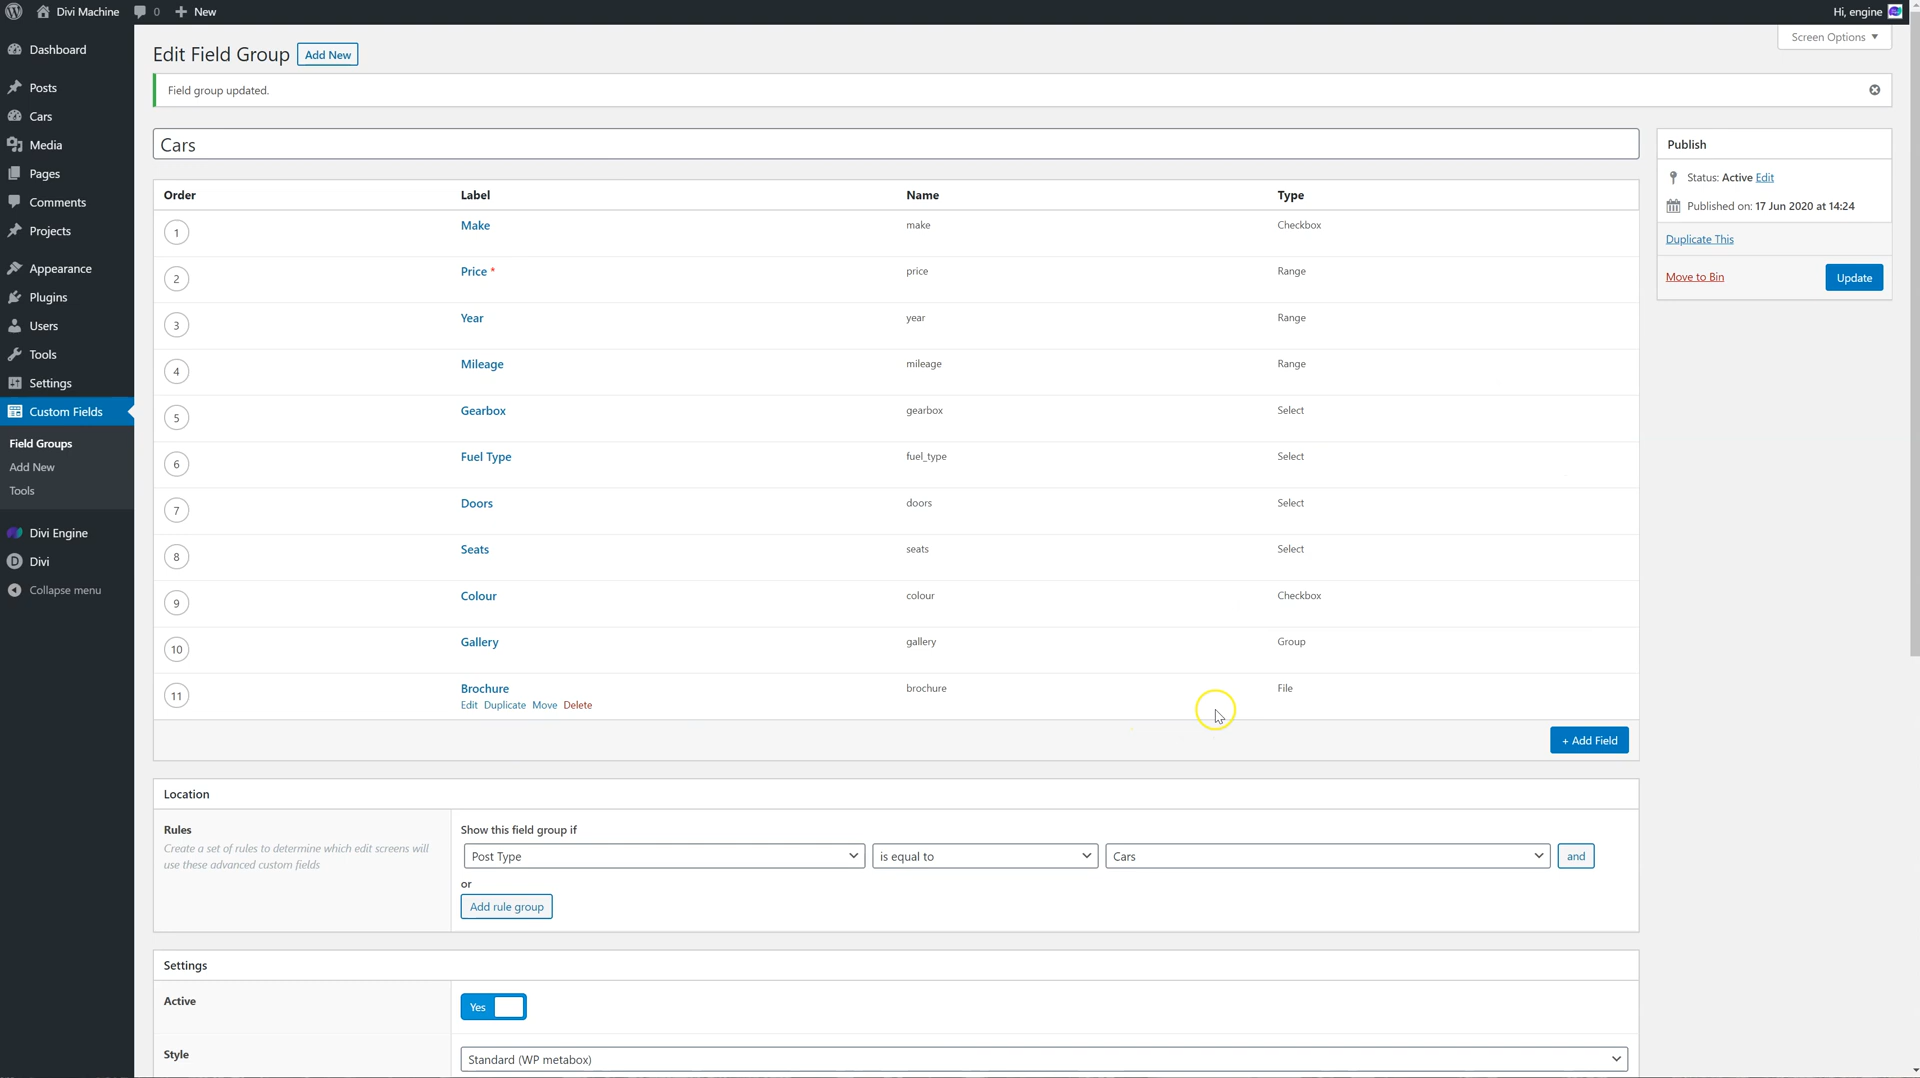 Divi Machine 0 New Hi, engine
Screen Options
Dashboard
Posts
Cars
Media
Pages
Comments
Projects
Appearance
Plugins
Users
Tools
Settings
Custom Fields
Field Groups
Add New
Tools
Divi Engine
Divi
Collapse menu
Edit Field Group Add New
Field group updated.
Cars
Order Label Name Type
1 Make make Checkbox
2 Price * price Range
3 Year year Range
4 Mileage mileage Range
5 Gearbox gearbox Select
6 Fuel Type fuel_type Select
7 Doors doors Select
8 Seats seats Select
9 Colour colour Checkbox
10 Gallery gallery Group
11 Brochure brochure File
Edit Duplicate Move Delete
+ Add Field
Location
Rules
Create a set of rules to determine which edit screens will
use these advanced custom fields
Show this field group if
Post Type is equal to Cars and
or
Add rule group
Settings
Active
Yes
Style
Standard (WP metabox)
Publish
Status: Active Edit
Published on: 17 Jun 2020 at 14:24
Duplicate This
Move to Bin Update